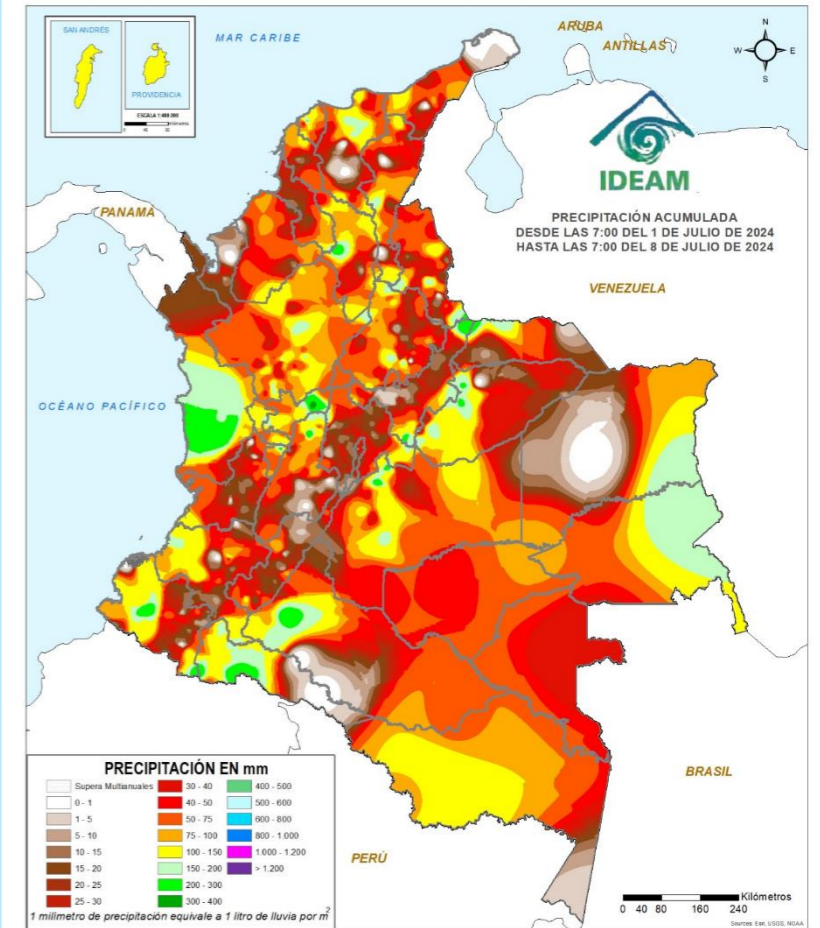 SAN ANDRÉS
PROVIDENCIA
MAR CARIBE
ARUBA
ANTILLAS
N
W
E
S
IDEAM
PRECIPITACIÓN ACUMULADA
DESDE LAS 7:00 DEL 1 DE JULIO DE 2024
HASTA LAS 7:00 DEL 8 DE JULIO DE 2024
PANAMÁ
VENEZUELA
OCÉANO PACÍFICO
BRASIL
PERÚ
PRECIPITACIÓN EN mm
Supera Multianuales
0 - 1
1 - 5
5 - 10
10 - 15
15 - 20
20 - 25
25 - 30
30 - 40
40 - 50
50 - 75
75 - 100
100 - 150
150 - 200
200 - 300
300 - 400
400 - 500
500 - 600
600 - 800
800 - 1.000
1.000 - 1.200
> 1.200
1 milimetro de precipitación equivale a 1 litro de lluvia por m²
Kilómetros
0 40 80 160 240
Sources: Esri, USGS, NOAA